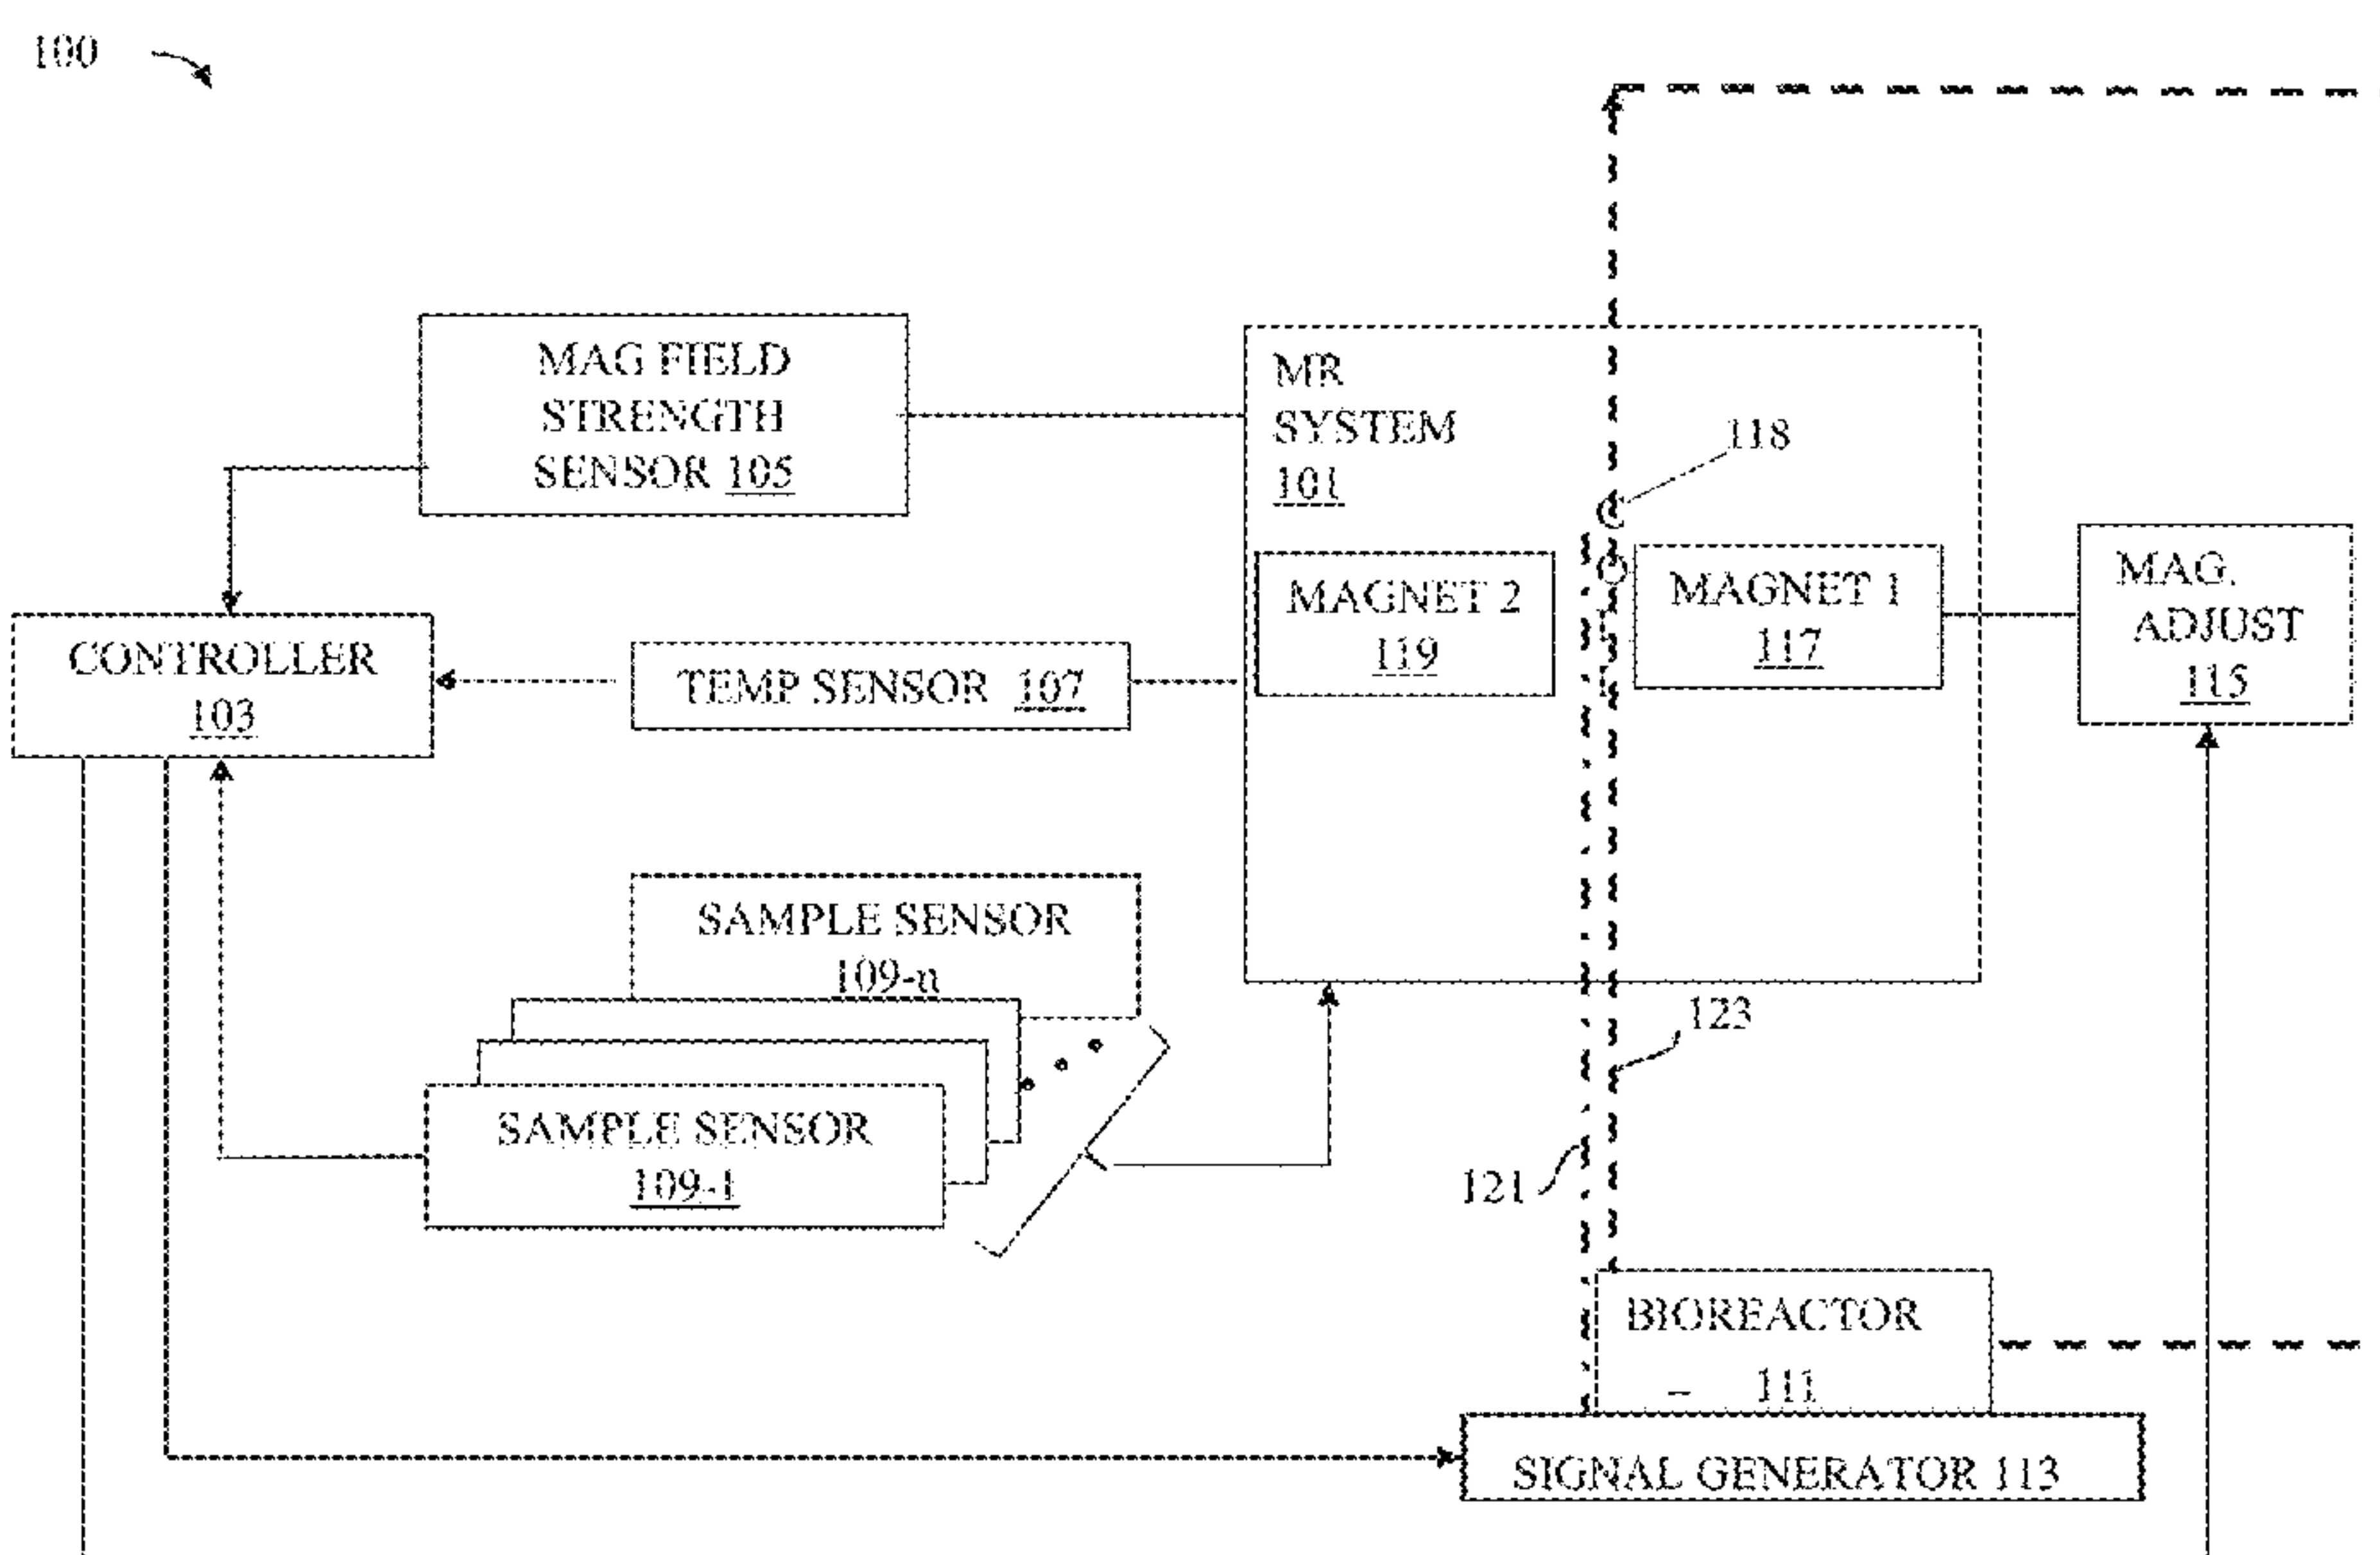 100
MAG FIELD
STRENGTH
SENSOR 105
MR
SYSTEM
101
118
MAGNET 2
119
MAGNET 1
117
MAG.
ADJUST
115
CONTROLLER
103
TEMP SENSOR 107
SAMPLE SENSOR
109-n
SAMPLE SENSOR
109-1
123
121
BIOREACTOR
111
SIGNAL GENERATOR 113